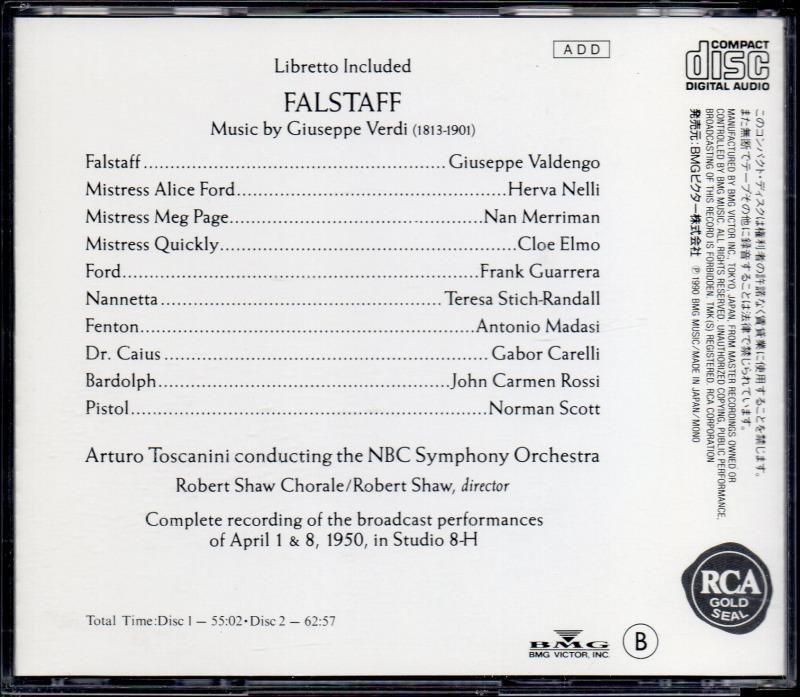 ADD
COMPACT
disc
DIGITAL AUDIO
Libretto Included
FALSTAFF
Music by Giuseppe Verdi (1813-1901)
Falstaff........Giuseppe Valdengo
Mistress Alice Ford........Herva Nelli
Mistress Meg Page........Nan Merriman
Mistress Quickly........Cloe Elmo
Ford........Frank Guarrera
Nannetta........Teresa Stich-Randall
Fenton........Antonio Madasi
Dr. Caius........Gabor Carelli
Bardolph........John Carmen Rossi
Pistol........Norman Scott
Arturo Toscanini conducting the NBC Symphony Orchestra
Robert Shaw Chorale/Robert Shaw, director
Complete recording of the broadcast performances
of April 1 & 8, 1950, in Studio 8-H
Total Time:Disc 1 – 55:02•Disc 2 – 62:57
このコンパクト・ディスクは権利者の許諾なく賃貸業に使用することを禁じます。
また無断でテープその他に録音することは法律で禁じられています。
MANUFACTURED BY BMG VICTOR INC., TOKYO, JAPAN, FROM MASTER RECORDINGS OWNED OR
CONTROLLED BY BMG MUSIC. ALL RIGHTS RESERVED. UNAUTHORIZED COPYING, PUBLIC PERFORMANCE,
BROADCASTING OF THIS RECORD IS FORBIDDEN. TMK(S) REGISTERED. RCA CORPORATION
発売元:BMGビクター株式会社 ℗ 1990 BMG MUSIC/MADE IN JAPAN/MONO
RCA
GOLD
SEAL
BMG
BMG VICTOR, INC.
B